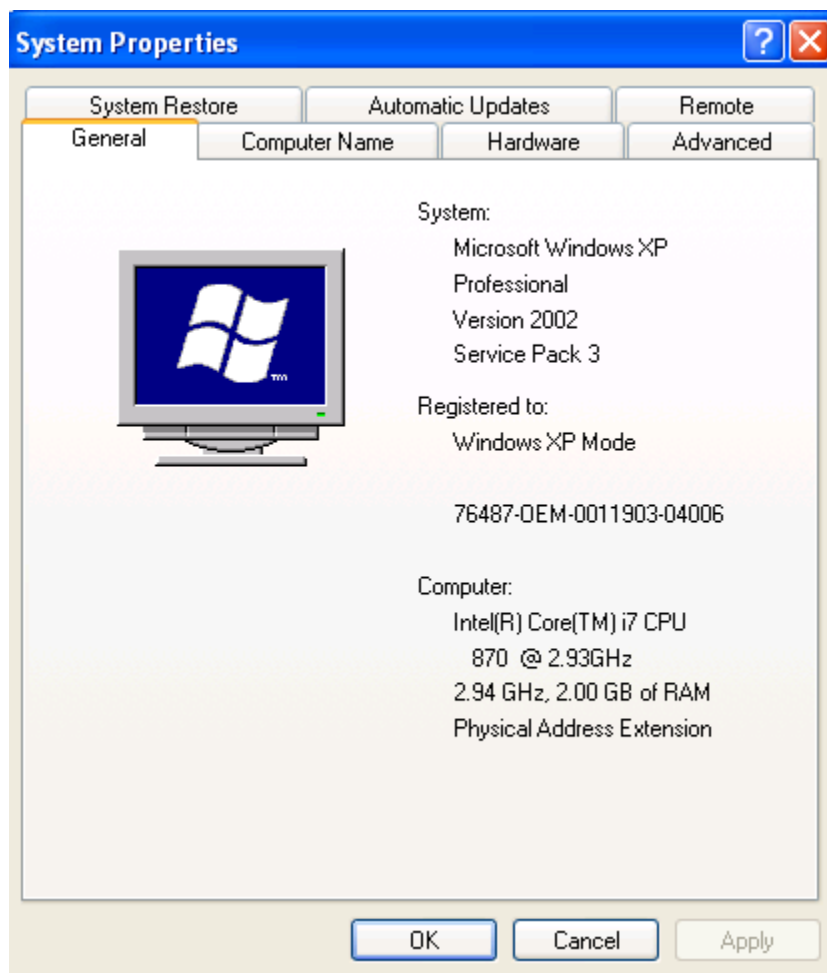 System Properties
System Restore Automatic Updates Remote
General Computer Name Hardware Advanced
System:
Microsoft Windows XP
Professional
Version 2002
Service Pack 3
TM
Registered to:
Windows XP Mode
76487-OEM-0011903-04006
Computer:
Intel(R) Core(TM) i7 CPU
870 @ 2.93GHz
2.94 GHz, 2.00 GB of RAM
Physical Address Extension
OK Cancel Apply